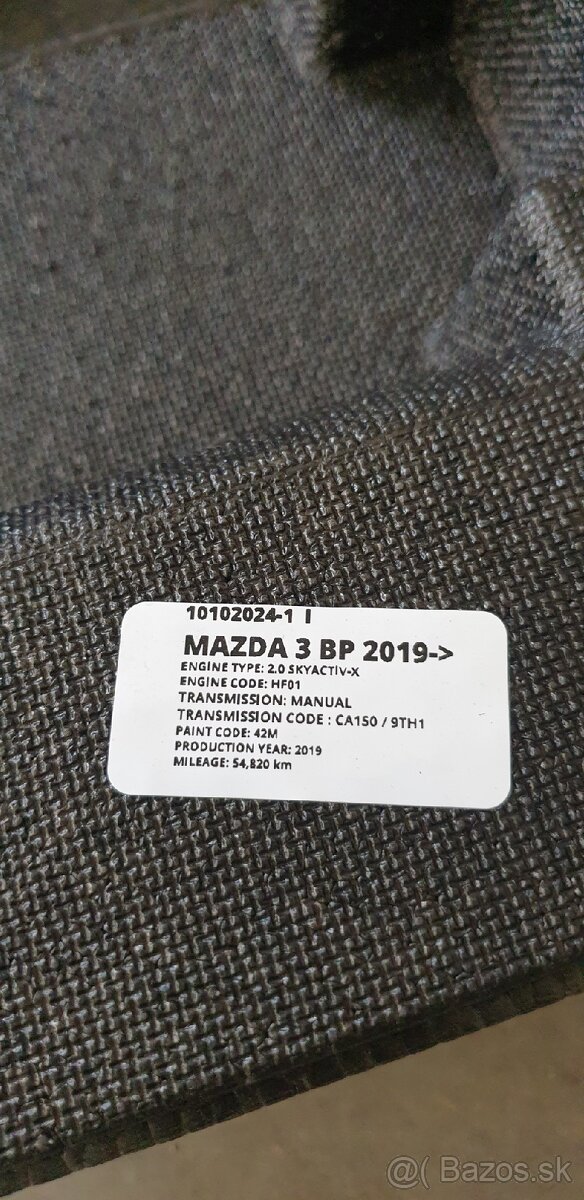 10102024-1 I
MAZDA 3 BP 2019->
ENGINE TYPE: 2.0 SKYACTIV-X
ENGINE CODE: HF01
TRANSMISSION: MANUAL
TRANSMISSION CODE : CA150 / 9TH1
PAINT CODE: 42M
PRODUCTION YEAR: 2019
MILEAGE: 54,820 km
@( Bazos.sk